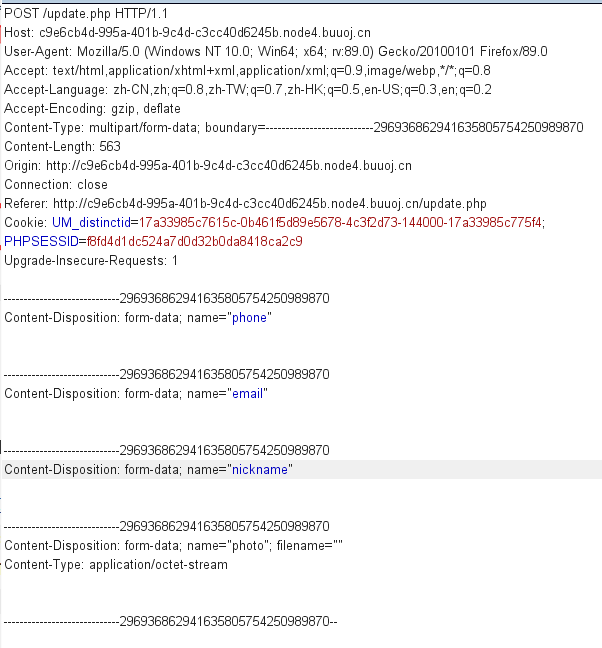 POST /update.php HTTP/1.1
Host: c9e6cb4d-995a-401b-9c4d-c3cc40d6245b.node4.buuoj.cn
User-Agent: Mozilla/5.0 (Windows NT 10.0; Win64; x64; rv:89.0) Gecko/20100101 Firefox/89.0
Accept: text/html,application/xhtml+xml,application/xml;q=0.9,image/webp,*/*;q=0.8
Accept-Language: zh-CN,zh;q=0.8,zh-TW;q=0.7,zh-HK;q=0.5,en-US;q=0.3,en;q=0.2
Accept-Encoding: gzip, deflate
Content-Type: multipart/form-data; boundary=---------------------------296936862941635805754250989870
Content-Length: 563
Origin: http://c9e6cb4d-995a-401b-9c4d-c3cc40d6245b.node4.buuoj.cn
Connection: close
Referer: http://c9e6cb4d-995a-401b-9c4d-c3cc40d6245b.node4.buuoj.cn/update.php
Cookie: UM_distinctid=17a33985c7615c-0b461f5d89e5678-4c3f2d73-144000-17a33985c775f4;
PHPSESSID=f8fd4d1dc524a7d0d32b0da8418ca2c9
Upgrade-Insecure-Requests: 1
-----------------------------296936862941635805754250989870
Content-Disposition: form-data; name="phone"
-----------------------------296936862941635805754250989870
Content-Disposition: form-data; name="email"
-----------------------------296936862941635805754250989870
Content-Disposition: form-data; name="nickname"
-----------------------------296936862941635805754250989870
Content-Disposition: form-data; name="photo"; filename=""
Content-Type: application/octet-stream
-----------------------------296936862941635805754250989870--